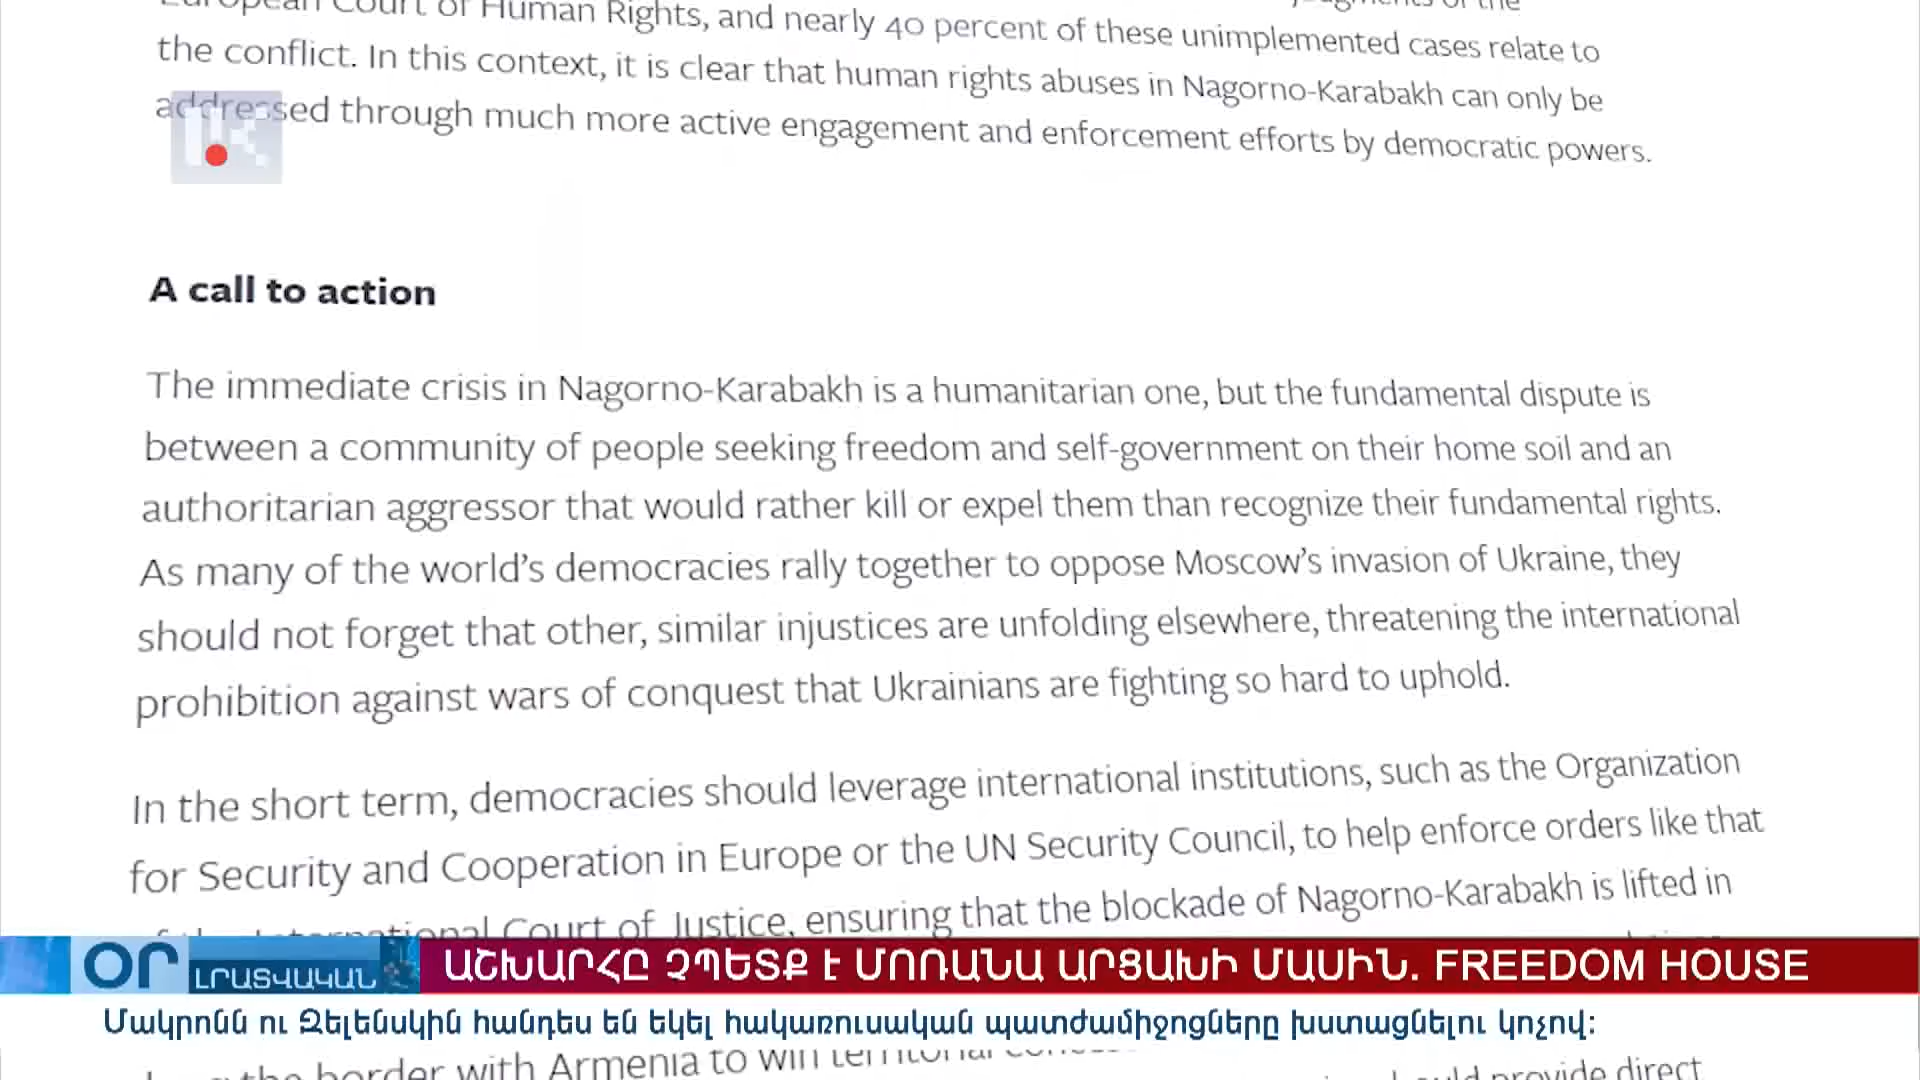 European Court of Human Rights, and nearly 40 percent of these unimplemented cases relate to
the conflict. In this context, it is clear that human rights abuses in Nagorno-Karabakh can only be
addressed through much more active engagement and enforcement efforts by democratic powers.
A call to action
The immediate crisis in Nagorno-Karabakh is a humanitarian one, but the fundamental dispute is
between a community of people seeking freedom and self-government on their home soil and an
authoritarian aggressor that would rather kill or expel them than recognize their fundamental rights.
As many of the world's democracies rally together to oppose Moscow's invasion of Ukraine, they
should not forget that other, similar injustices are unfolding elsewhere, threatening the international
prohibition against wars of conquest that Ukrainians are fighting so hard to uphold.
In the short term, democracies should leverage international institutions, such as the Organization
for Security and Cooperation in Europe or the UN Security Council, to help enforce orders like that
International Court of Justice, ensuring that the blockade of Nagorno-Karabakh is lifted in
ՕՐ ԼՐԱՏՎԱԿԱՆ
ԱՇԽԱՐՀԸ ՉՊԵՏՔ Է ՄՈՌԱՆԱ ԱՐՑԱԽԻ ՄԱՍԻՆ. FREEDOM HOUSE
Մակրոնն ու Զելենսկին հանդես են եկել հակառուսական պատժամիջոցները խստացնելու կոչով:
the border with Armenia to win territorial
provide direct